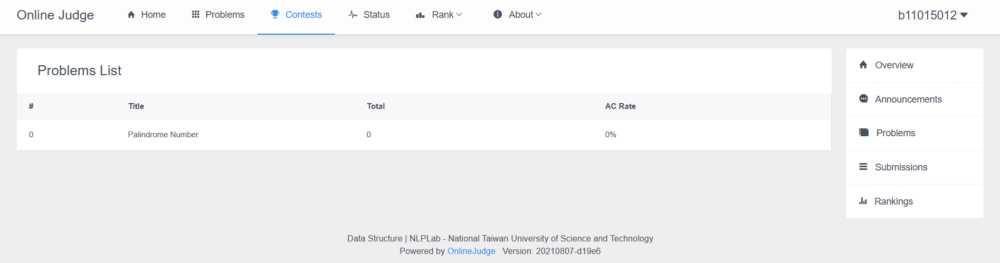 Online Judge Home Problems Contests Status Rank About b11015012
Problems List
# Title Total AC Rate
0 Palindrome Number 0 0%
Overview
Announcements
Problems
Submissions
Rankings
Data Structure | NLPLab - National Taiwan University of Science and Technology
Powered by OnlineJudge Version: 20210807-d19e6